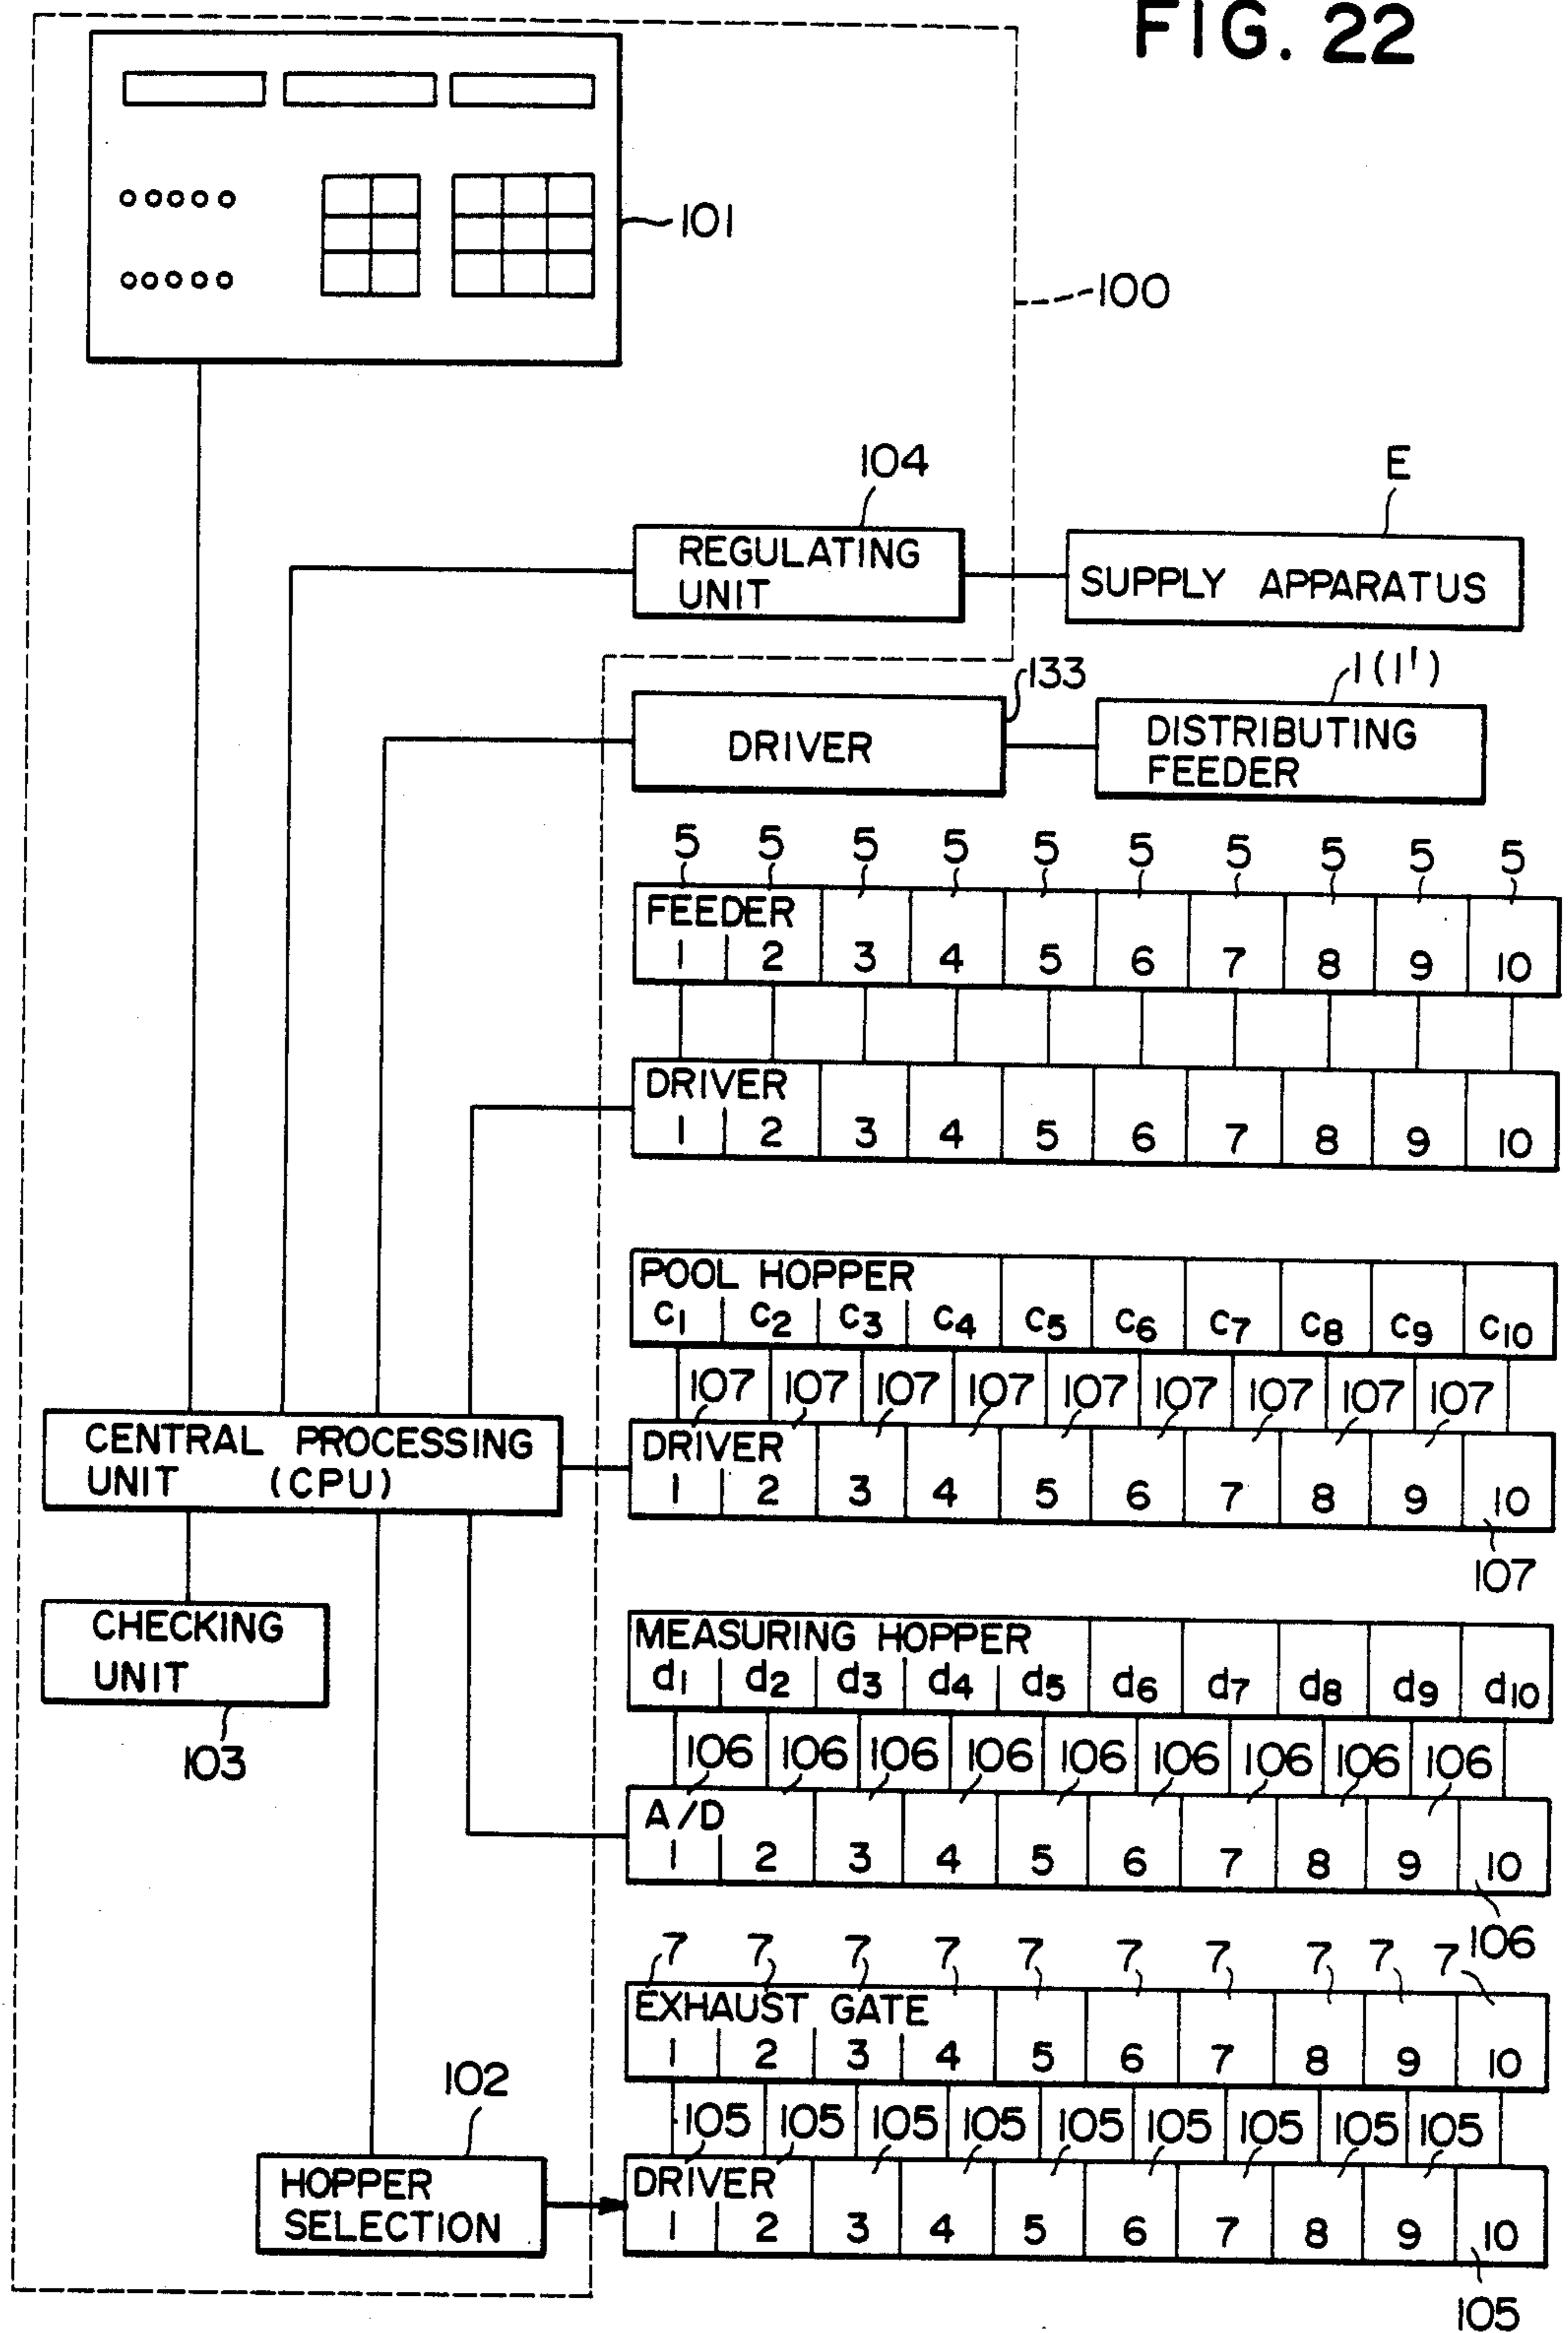 FIG. 22
101
100
104
E
REGULATING
UNIT
SUPPLY APPARATUS
133
1(1')
DRIVER
DISTRIBUTING
FEEDER
5 5 5 5 5 5 5 5 5 5
FEEDER
1 2 3 4 5 6 7 8 9 10
DRIVER
1 2 3 4 5 6 7 8 9 10
POOL HOPPER
C1 C2 C3 C4 C5 C6 C7 C8 C9 C10
107 107 107 107 107 107 107 107 107
CENTRAL PROCESSING
UNIT (CPU)
DRIVER
1 2 3 4 5 6 7 8 9 10
107
CHECKING
UNIT
103
MEASURING HOPPER
d1 d2 d3 d4 d5 d6 d7 d8 d9 d10
106 106 106 106 106 106 106 106 106
A/D
1 2 3 4 5 6 7 8 9 10
106
7 7 7 7 7 7 7 7 7 7
EXHAUST GATE
1 2 3 4 5 6 7 8 9 10
102
105 105 105 105 105 105 105 105 105
HOPPER
SELECTION
DRIVER
1 2 3 4 5 6 7 8 9 10
105